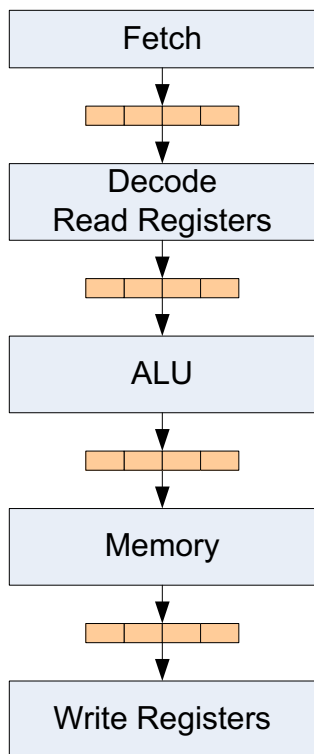 Fetch
Decode
Read Registers
ALU
Memory
Write Registers